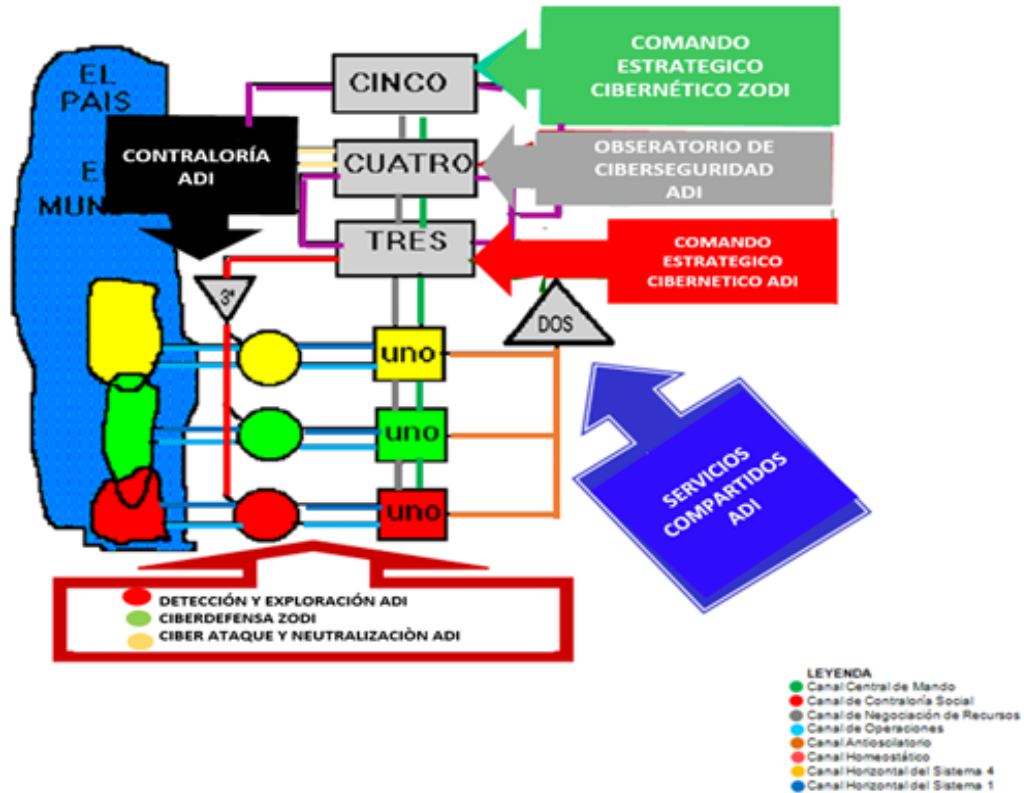 EL
PAIS
E
MUN
CINCO
COMANDO
ESTRATEGICO
CIBERNÉTICO ZODI
CONTRALORÍA
ADI
CUATRO
OBSERATORIO DE
CIBERSEGURIDAD
ADI
TRES
COMANDO
ESTRATEGICO
CIBERNETICO ADI
3*
DOS
uno
uno
uno
SERVICIOS
COMPARTIDOS
ADI
DETECCIÓN Y EXPLORACIÓN ADI
CIBERDEFENSA ZODI
CIBER ATAQUE Y NEUTRALIZACIÒN ADI
LEYENDA
Canal Central de Mando
Canal de Contraloría Social
Canal de Negociación de Recursos
Canal de Operaciones
Canal Antioscilatorio
Canal Homeostático
Canal Horizontal del Sistema 4
Canal Horizontal del Sistema 1